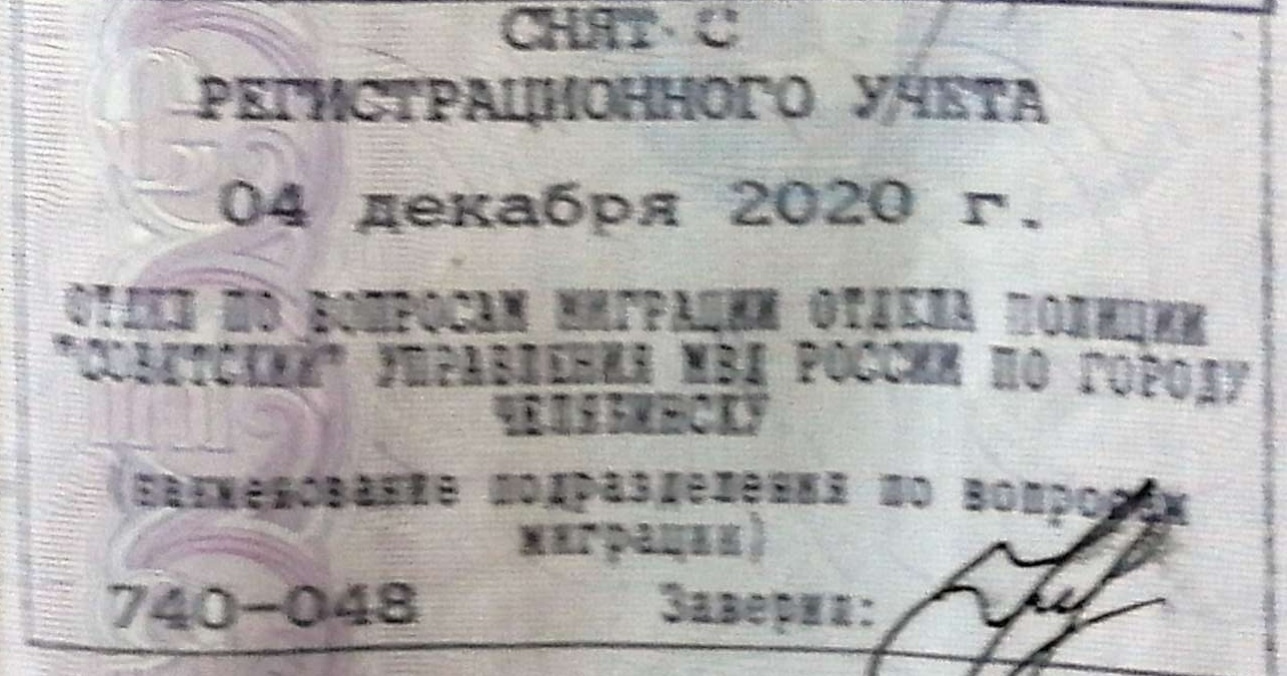 СНЯТ С
РЕГИСТРАЦИОННОГО УЧЕТА
04 декабря 2020 г.
ОТДЕЛ ПО ВОПРОСАМ МИГРАЦИИ ОТДЕЛА ПОЛИЦИИ
"СОВЕТСКИЙ" УПРАВЛЕНИЯ МВД РОССИИ ПО ГОРОДУ
ЧЕЛЯБИНСКУ
(наименование подразделения по вопросам
миграции)
740-048 Заверил: